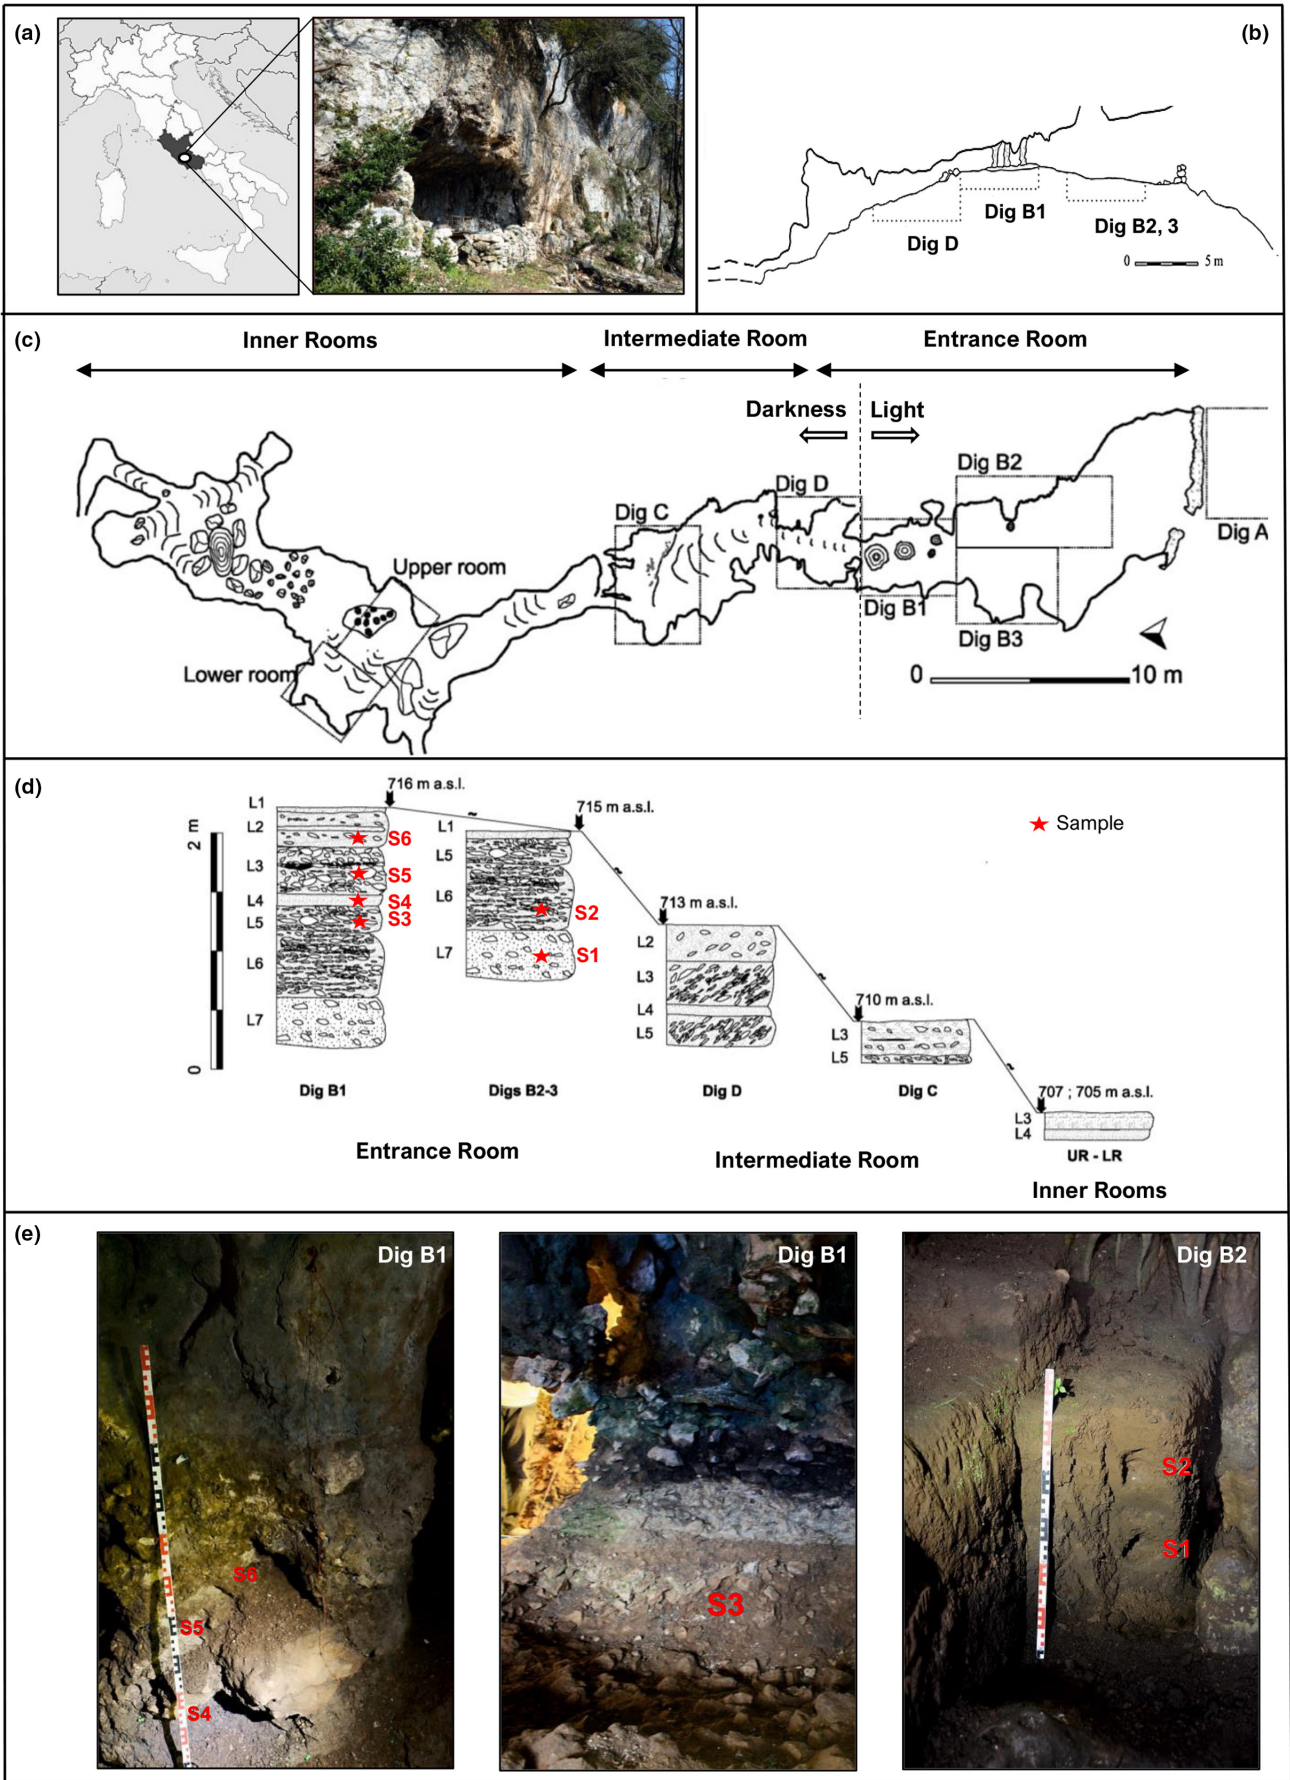 (a)
(b)
Dig D
Dig B1
Dig B2, 3
0 5 m
(c)
Inner Rooms
Intermediate Room
Entrance Room
Darkness
Light
Dig B2
Dig D
Dig C
Dig A
Upper room
Dig B1
Dig B3
Lower room
0 10 m
(d)
716 m a.s.l.
715 m a.s.l.
713 m a.s.l.
710 m a.s.l.
707 ; 705 m a.s.l.
Sample
2 m
0
L1
L2
L3
L4
L5
L6
L7
S6
S5
S4
S3
Dig B1
L1
L5
L6
L7
S2
S1
Digs B2-3
L2
L3
L4
L5
Dig D
L3
L5
Dig C
L3
L4
UR - LR
Entrance Room
Intermediate Room
Inner Rooms
(e)
Dig B1
S6
S5
S4
Dig B1
S3
Dig B2
S2
S1